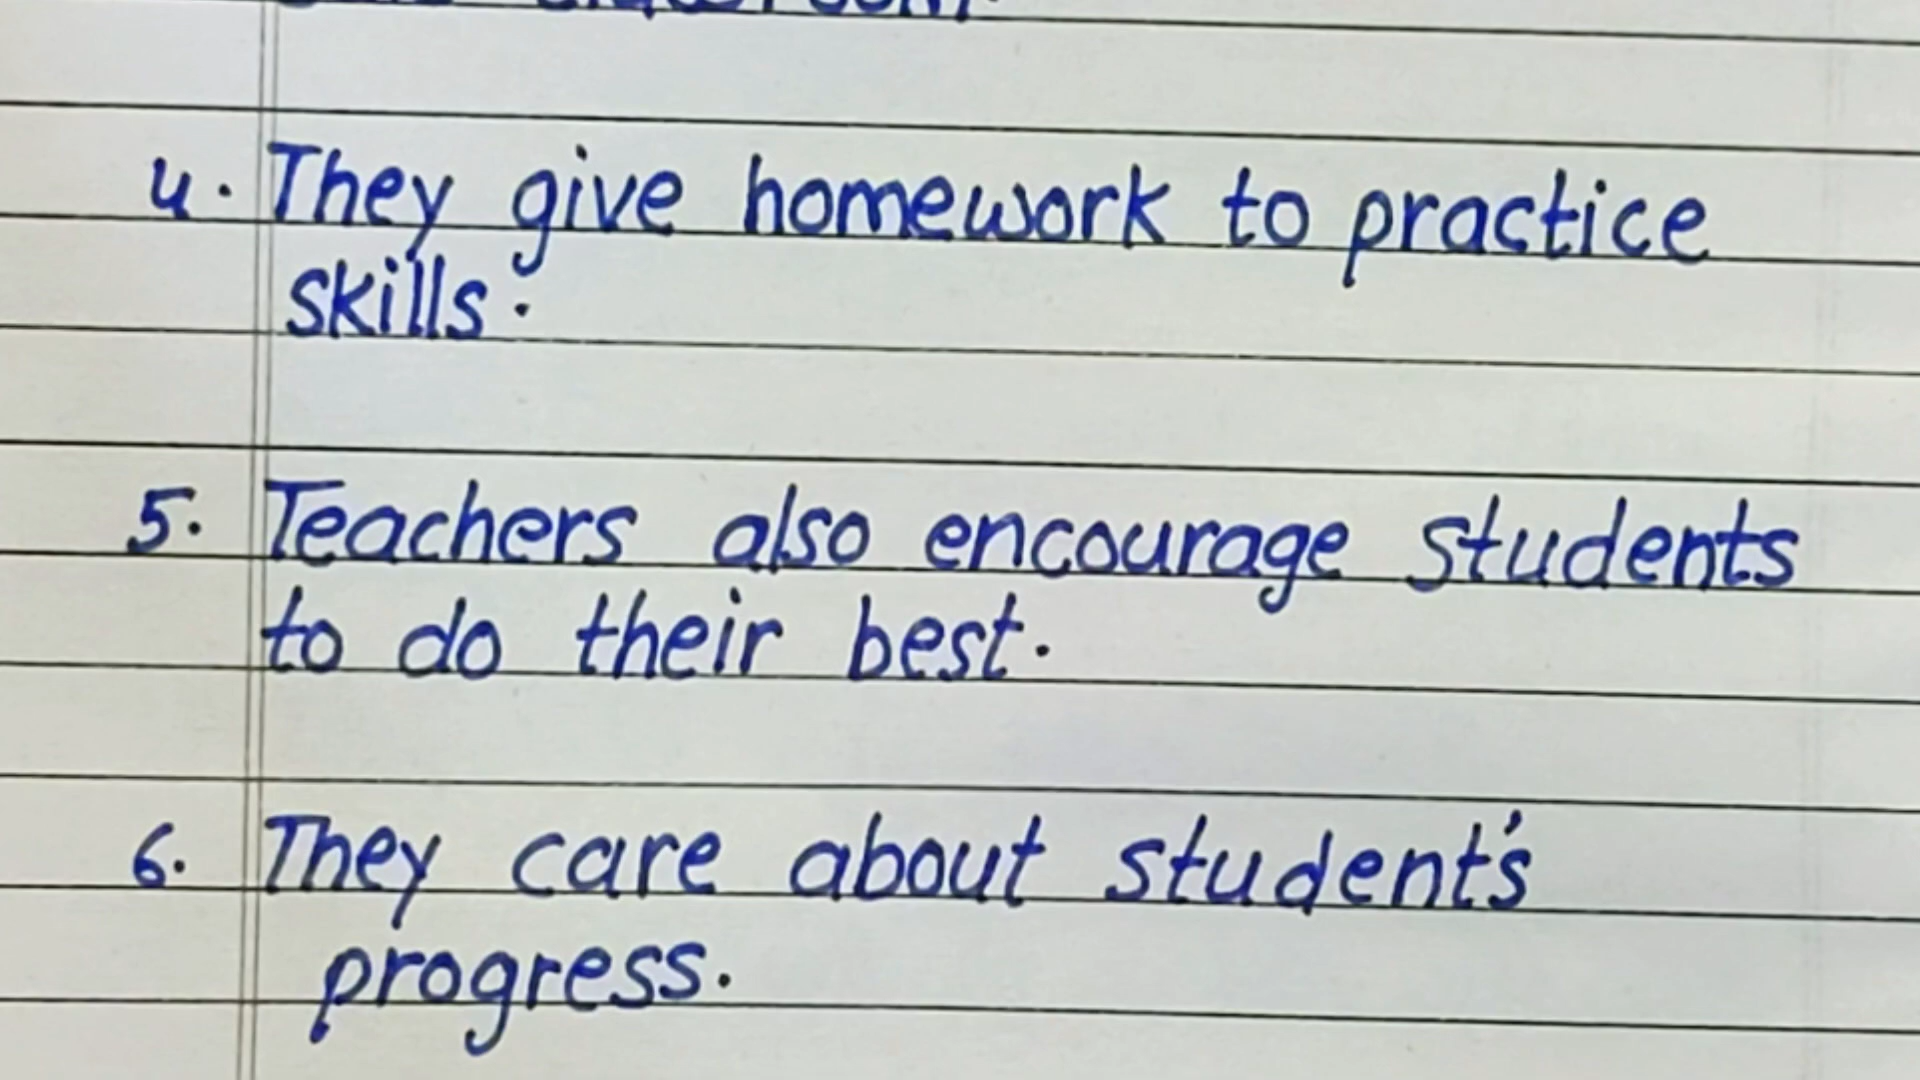 4. They give homework to practice
skills.
5. Teachers also encourage students
to do their best.
6. They care about student's
progress.